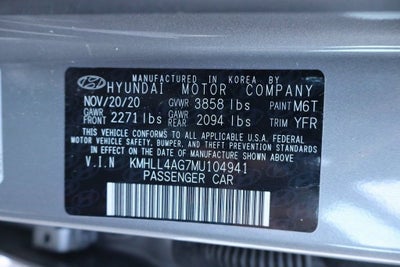 MANUFACTURED IN KOREA BY
HYUNDAI MOTOR COMPANY
NOV/20/20 GVWR 3858 lbs PAINT M6T
GAWR FRONT 2271 lbs GAWR REAR 2094 lbs TRIM YFR
THIS VEHICLE CONFORMS TO ALL APPLICABLE U.S.A. FEDERAL
MOTOR VEHICLE SAFETY, BUMPER, AND THEFT PREVENTION STANDARDS
IN EFFECT ON THE DATE OF MANUFACTURE SHOWN ABOVE.
V.I.N KMHLL4AG7MU104941
PASSENGER CAR